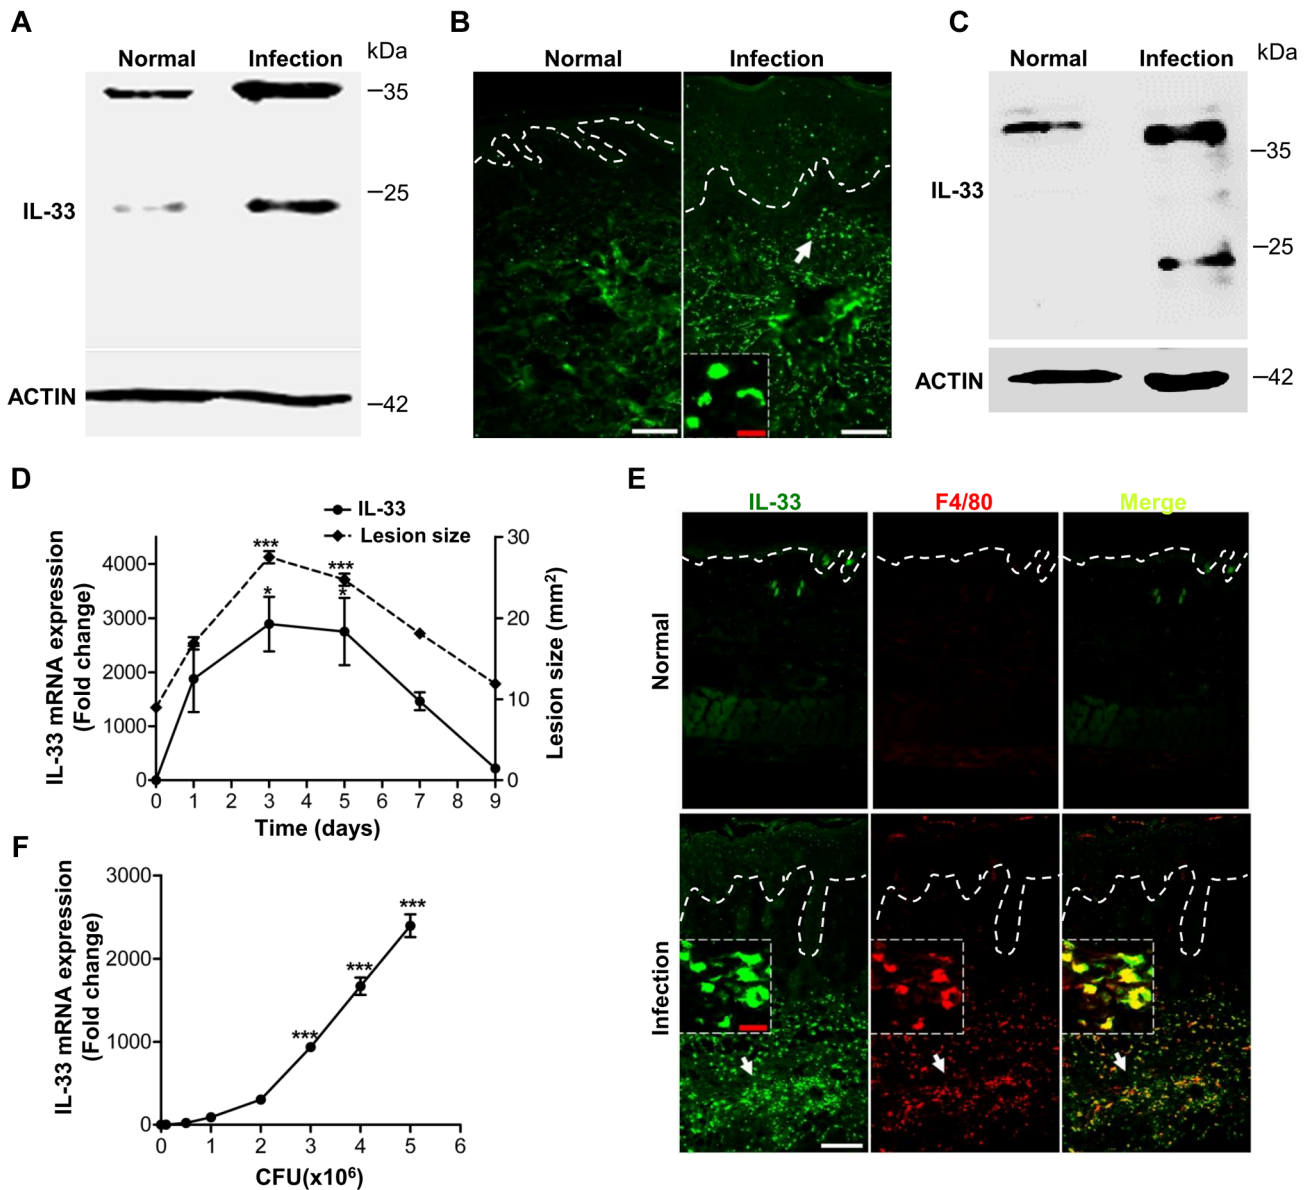 A
Normal
Infection
kDa
35
25
IL-33
ACTIN
42
B
Normal
Infection
C
Normal
Infection
kDa
35
IL-33
25
ACTIN
42
D
IL-33
Lesion size
IL-33 mRNA expression
(Fold change)
4000
3000
2000
1000
0
***
***
*
*
30
20
10
0
Lesion size (mm²)
0 1 2 3 4 5 6 7 8 9
Time (days)
E
IL-33
F4/80
Merge
Normal
Infection
F
IL-33 mRNA expression
(Fold change)
3000
2000
1000
0
***
***
***
0 1 2 3 4 5 6
CFU(x10⁶)